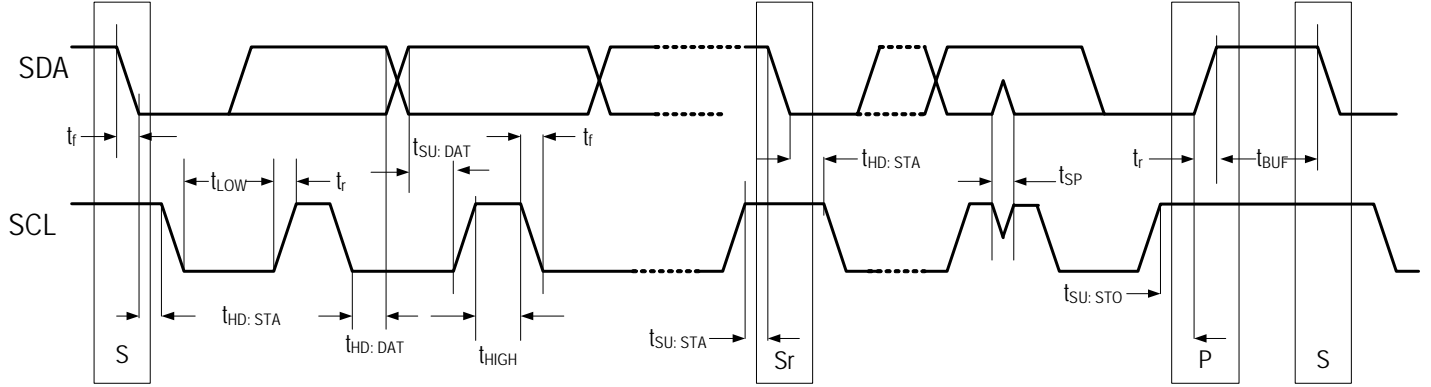 SDA
tf
tSU: DAT
tf
tHD: STA
tr
tBUF
tLOW
tr
tSP
SCL
tHD: STA
tHD: DAT
tHIGH
tSU: STA
tSU: STO
S
Sr
P
S